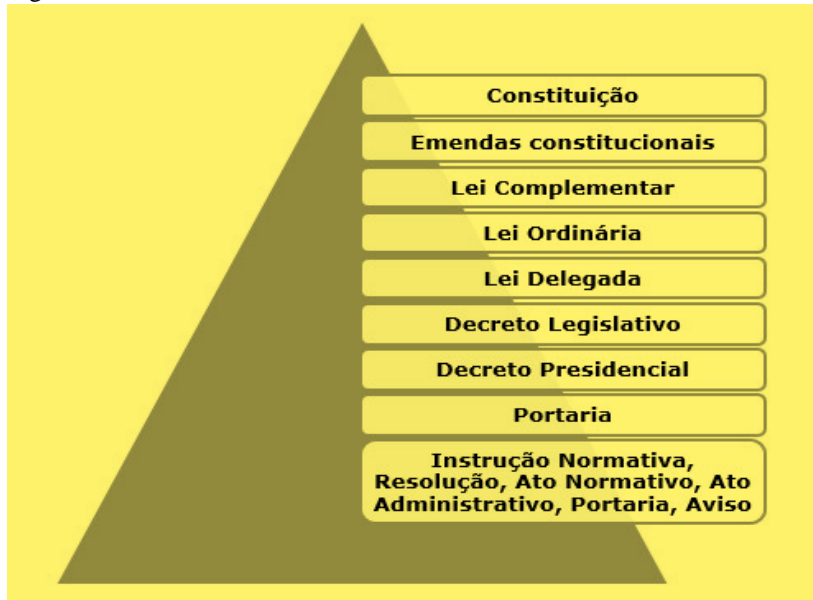 Constituição
Emendas constitucionais
Lei Complementar
Lei Ordinária
Lei Delegada
Decreto Legislativo
Decreto Presidencial
Portaria
Instrução Normativa,
Resolução, Ato Normativo, Ato
Administrativo, Portaria, Aviso